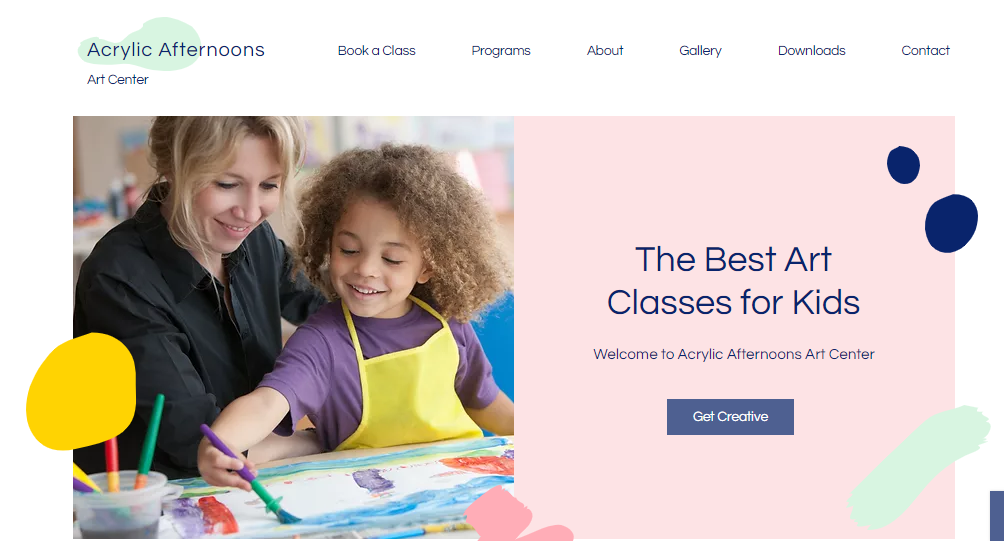 Acrylic Afternoons
Art Center
Book a Class Programs About Gallery Downloads Contact
The Best Art
Classes for Kids
Welcome to Acrylic Afternoons Art Center
Get Creative